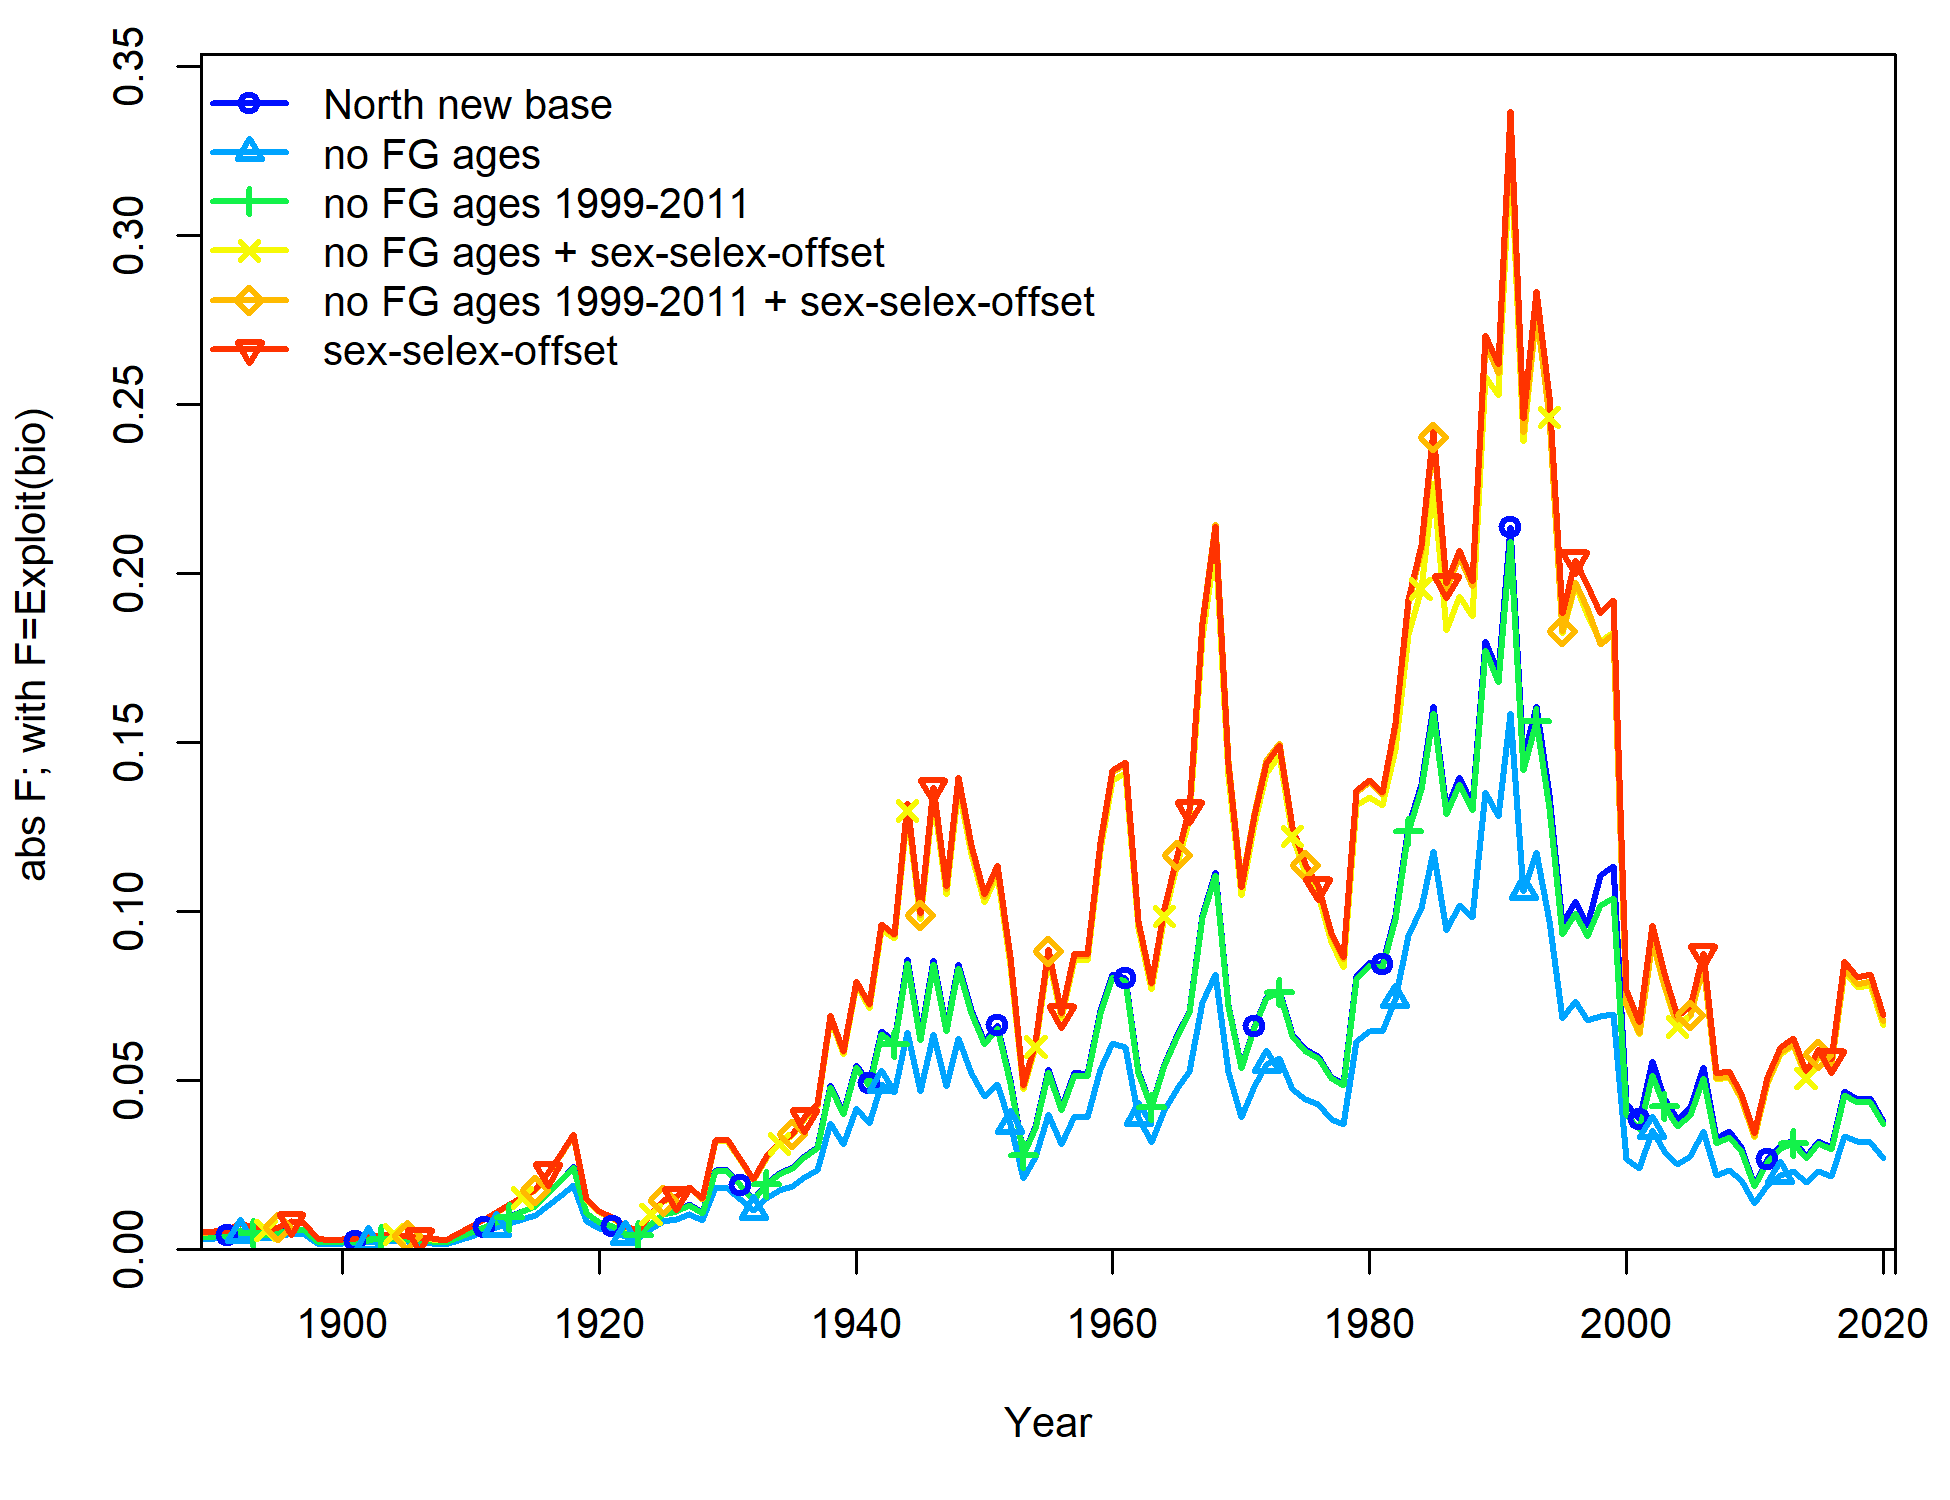 0.35
0.30
0.25
0.20
0.15
0.10
0.05
0.00
abs F; with F=Exploit(bio)
North new base
no FG ages
no FG ages 1999-2011
no FG ages + sex-selex-offset
no FG ages 1999-2011 + sex-selex-offset
sex-selex-offset
1900 1920 1940 1960 1980 2000 2020
Year